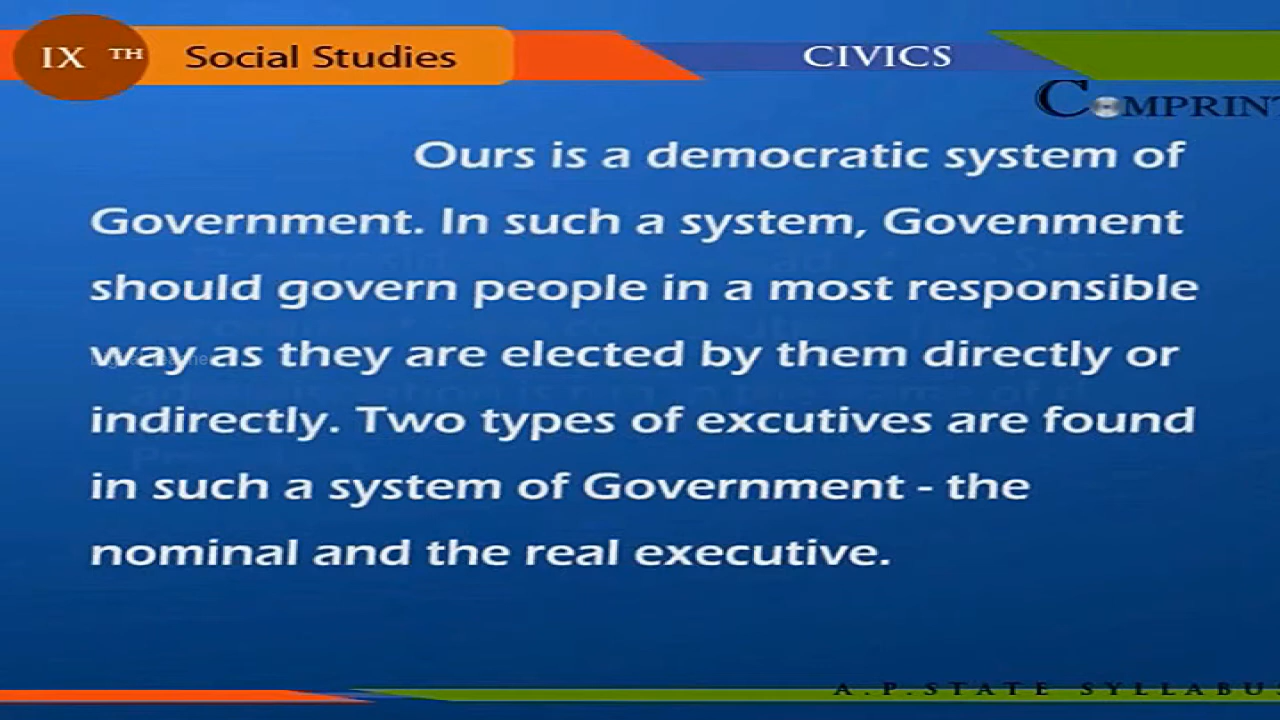 IX TH Social Studies CIVICS
COMPRINT
Ours is a democratic system of
Government. In such a system, Govenment
should govern people in a most responsible
way as they are elected by them directly or
indirectly. Two types of excutives are found
in such a system of Government - the
nominal and the real executive.
A.P.STATE SYLLABUS